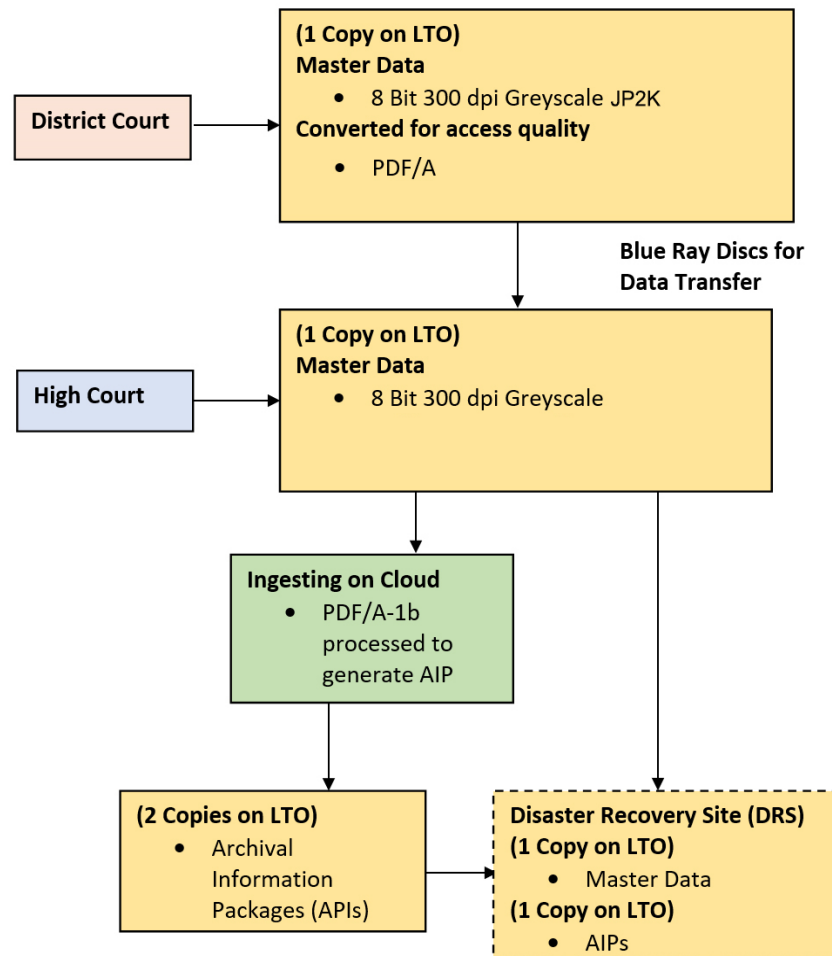 (1 Copy on LTO)
Master Data
• 8 Bit 300 dpi Greyscale JP2K
Converted for access quality
• PDF/A
District Court
Blue Ray Discs for
Data Transfer
(1 Copy on LTO)
Master Data
• 8 Bit 300 dpi Greyscale
High Court
Ingesting on Cloud
• PDF/A-1b
processed to
generate AIP
(2 Copies on LTO)
• Archival
Information
Packages (APIs)
Disaster Recovery Site (DRS)
(1 Copy on LTO)
• Master Data
(1 Copy on LTO)
• AIPs